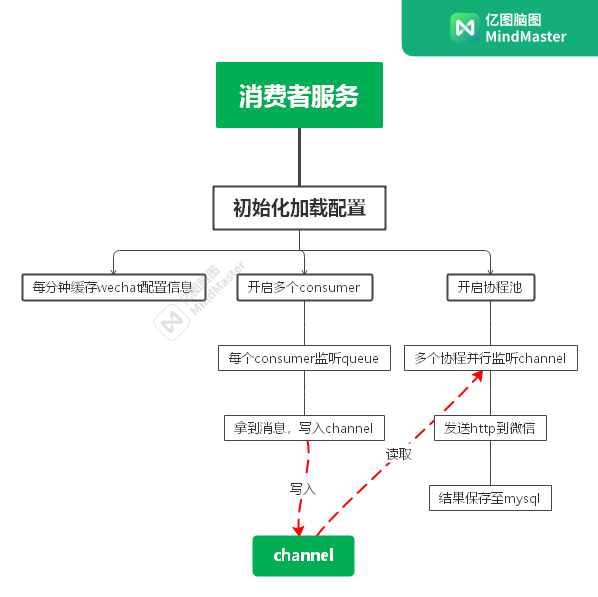 亿图脑图
MindMaster
消费者服务
初始化加载配置
每分钟缓存wechat配置信息
开启多个consumer
开启协程池
亿图脑图
MindMaster
每个consumer监听queue
多个协程并行监听channel
拿到消息，写入channel
发送http到微信
读取
写入
结果保存至mysql
channel